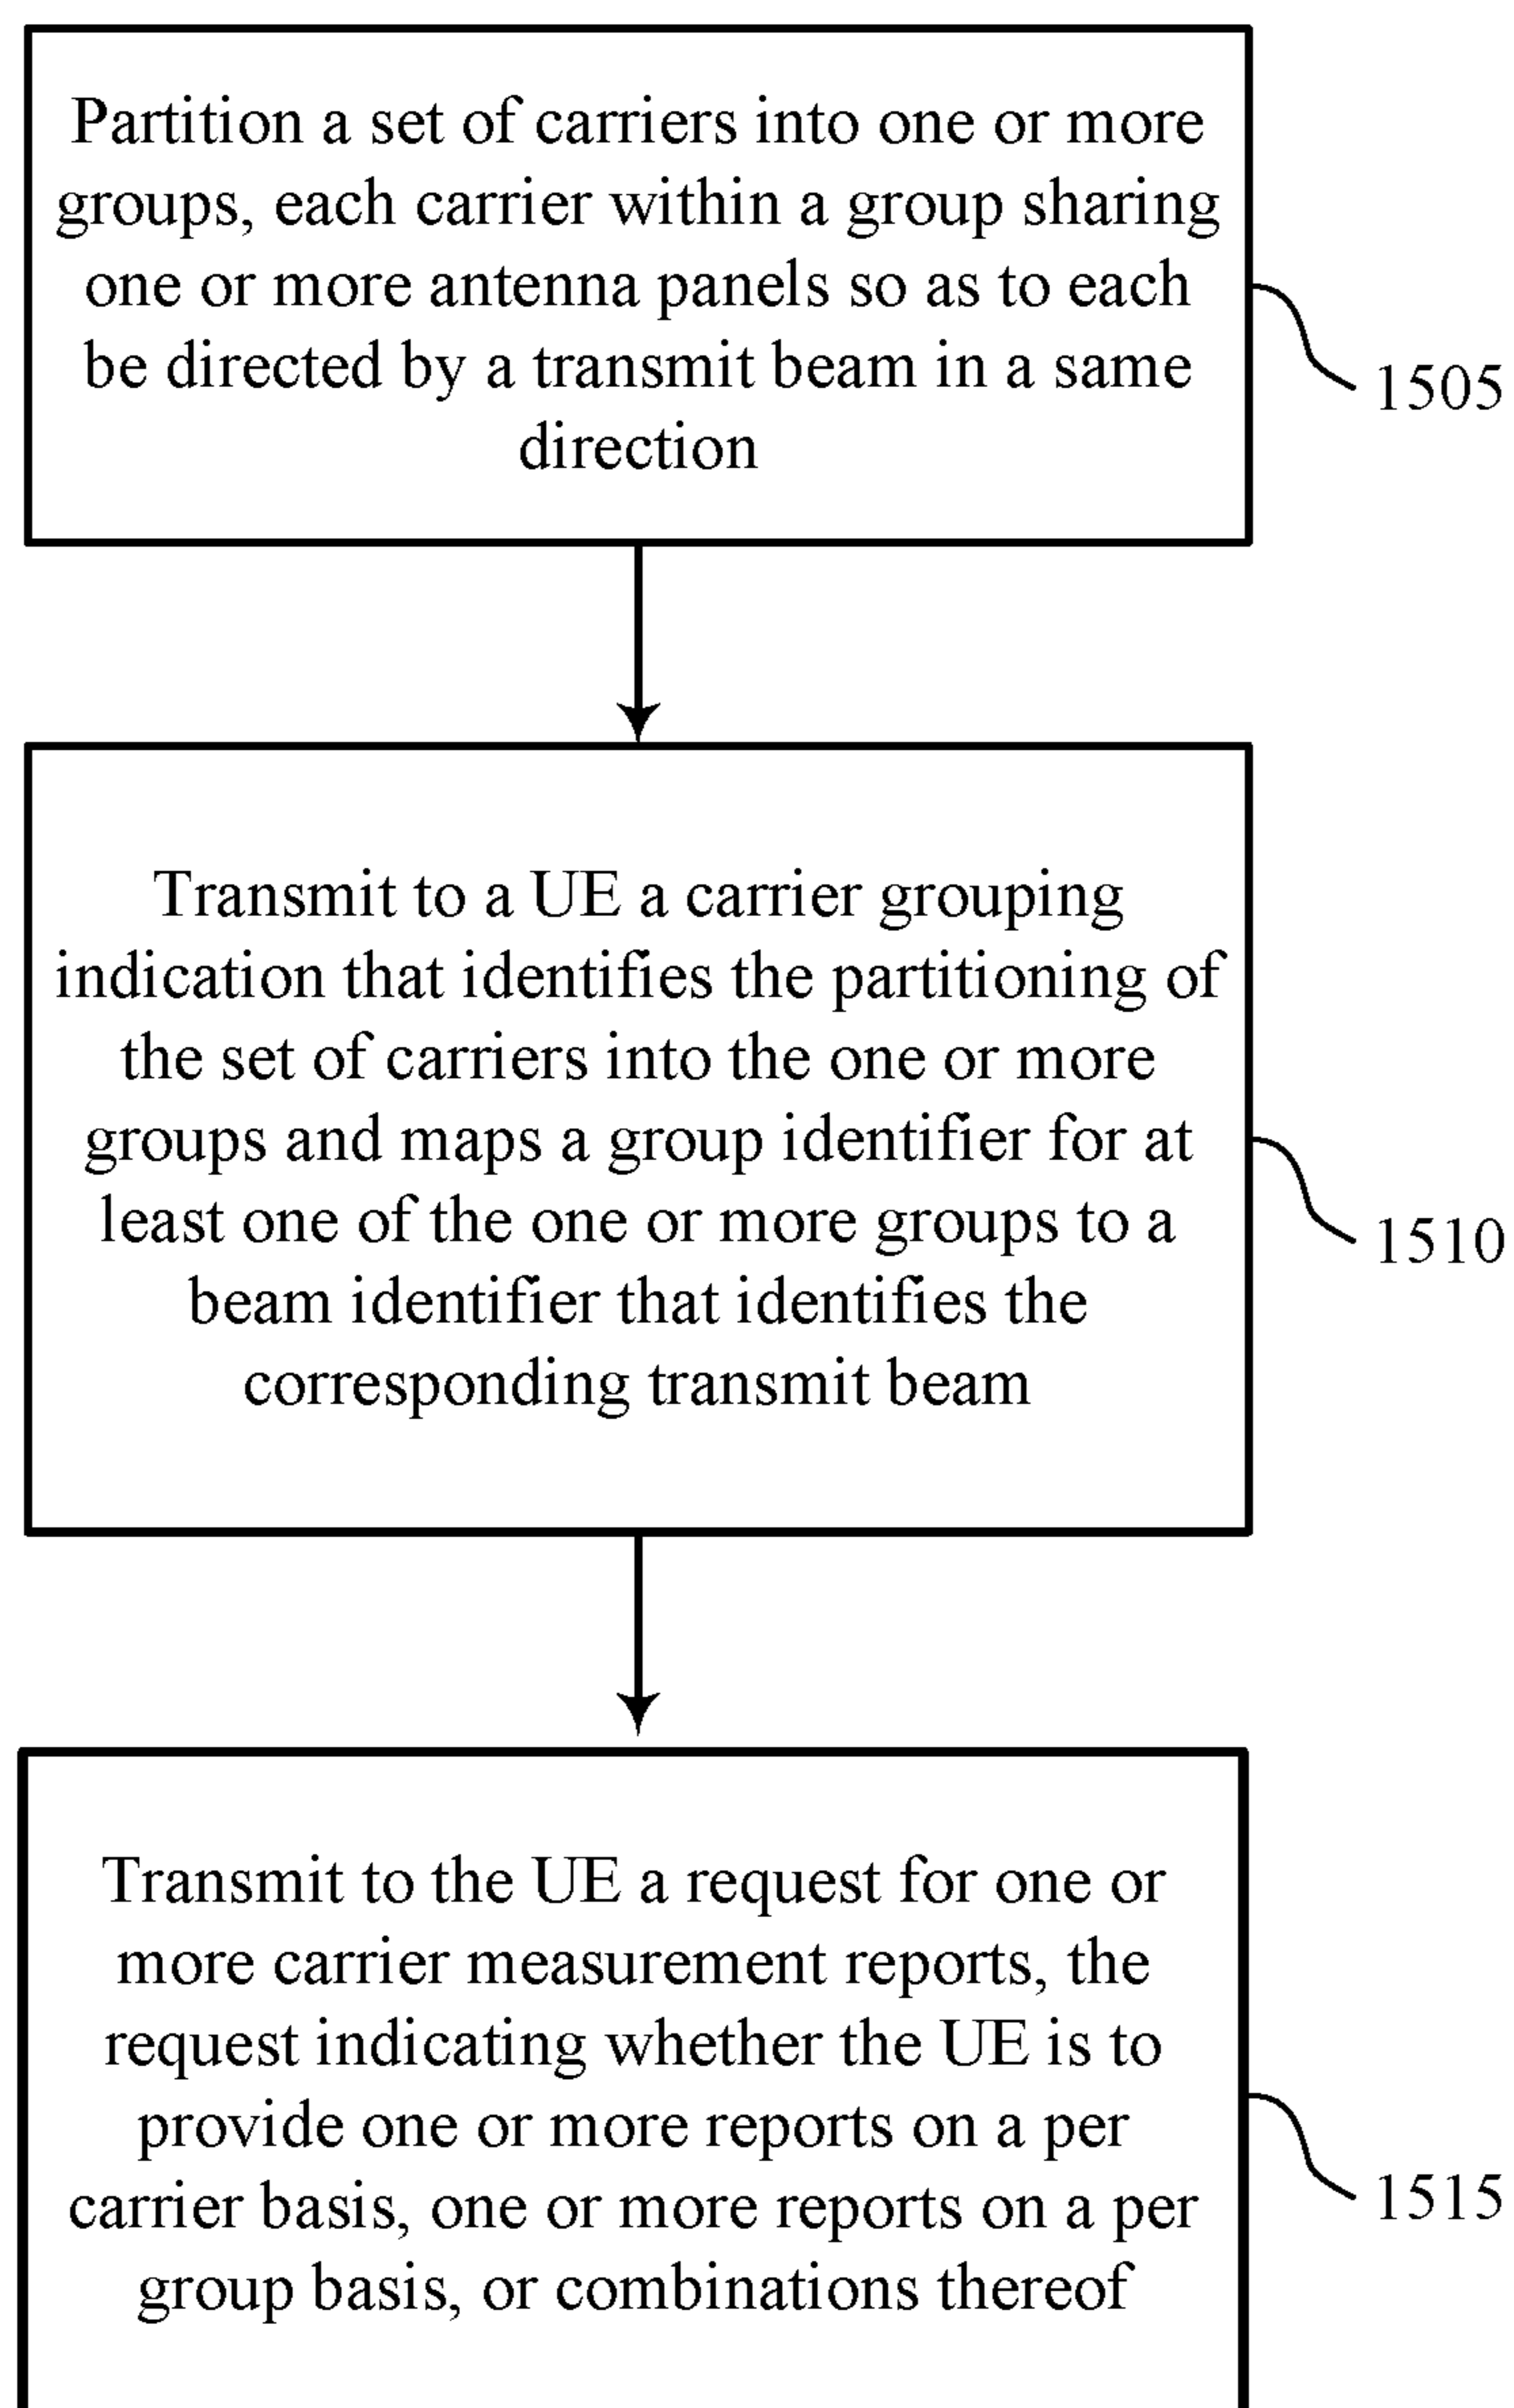 Partition a set of carriers into one or more
groups, each carrier within a group sharing
one or more antenna panels so as to each
be directed by a transmit beam in a same
direction
1505
Transmit to a UE a carrier grouping
indication that identifies the partitioning of
the set of carriers into the one or more
groups and maps a group identifier for at
least one of the one or more groups to a
beam identifier that identifies the
corresponding transmit beam
1510
Transmit to the UE a request for one or
more carrier measurement reports, the
request indicating whether the UE is to
provide one or more reports on a per
carrier basis, one or more reports on a per
group basis, or combinations thereof
1515